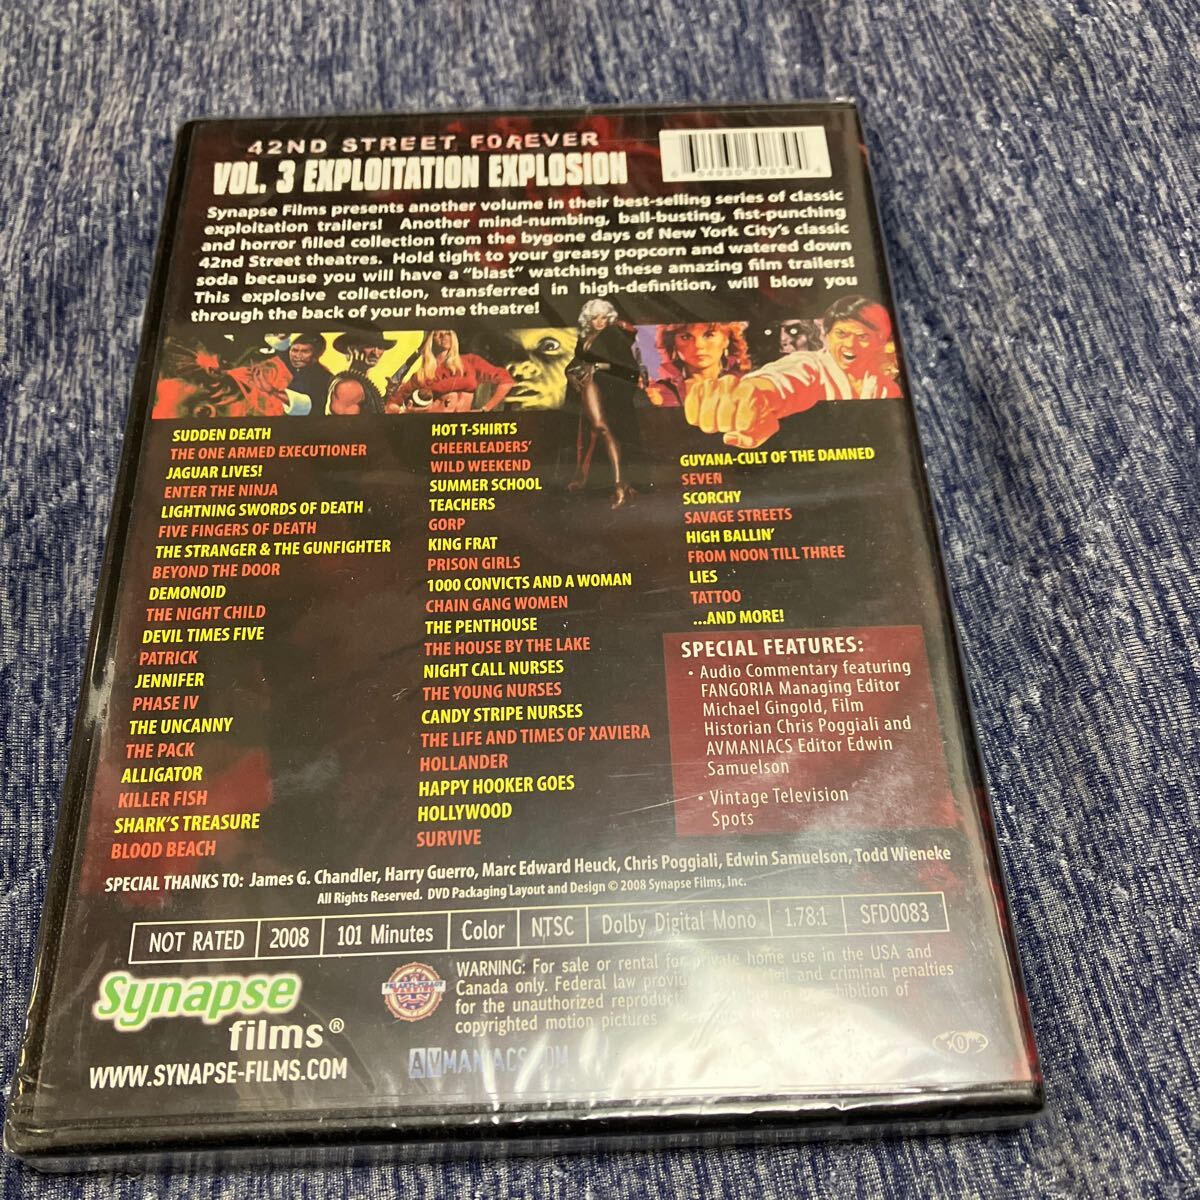 42ND STREET FOREVER
VOL. 3 EXPLOITATION EXPLOSION
Synapse Films presents another volume in their best-selling series of classic
exploitation trailers! Another mind-numbing, ball-busting, fist-punching
and horror filled collection from the bygone days of New York City's classic
42nd Street theatres. Hold tight to your greasy popcorn and watered down
soda because you will have a "blast" watching these amazing film trailers!
This explosive collection, transferred in high-definition, will blow you
through the back of your home theatre!
SUDDEN DEATH
THE ONE ARMED EXECUTIONER
JAGUAR LIVES!
ENTER THE NINJA
LIGHTNING SWORDS OF DEATH
FIVE FINGERS OF DEATH
THE STRANGER & THE GUNFIGHTER
BEYOND THE DOOR
DEMONOID
THE NIGHT CHILD
DEVIL TIMES FIVE
PATRICK
JENNIFER
PHASE IV
THE UNCANNY
THE PACK
ALLIGATOR
KILLER FISH
SHARK'S TREASURE
BLOOD BEACH
HOT T-SHIRTS
CHEERLEADERS'
WILD WEEKEND
SUMMER SCHOOL
TEACHERS
GORP
KING FRAT
PRISON GIRLS
1000 CONVICTS AND A WOMAN
CHAIN GANG WOMEN
THE PENTHOUSE
THE HOUSE BY THE LAKE
NIGHT CALL NURSES
THE YOUNG NURSES
CANDY STRIPE NURSES
THE LIFE AND TIMES OF XAVIERA
HOLLANDER
HAPPY HOOKER GOES
HOLLYWOOD
SURVIVE
GUYANA-CULT OF THE DAMNED
SEVEN
SCORCHY
SAVAGE STREETS
HIGH BALLIN'
FROM NOON TILL THREE
LIES
TATTOO
...AND MORE!
SPECIAL FEATURES:
• Audio Commentary featuring
FANGORIA Managing Editor
Michael Gingold, Film
Historian Chris Poggiali and
AVMANIACS Editor Edwin
Samuelson
• Vintage Television
Spots
SPECIAL THANKS TO: James G. Chandler, Harry Guerro, Marc Edward Heuck, Chris Poggiali, Edwin Samuelson, Todd Wieneke
All Rights Reserved. DVD Packaging Layout and Design © 2008 Synapse Films, Inc.
NOT RATED 2008 101 Minutes Color NTSC Dolby Digital Mono 1.78:1 SFD0083
Synapse
films®
WWW.SYNAPSE-FILMS.COM
WARNING: For sale or rental for private home use in the USA and
Canada only. Federal law and criminal penalties
for the unauthorized of
copyrighted motion pictures
AVMANIACS.COM